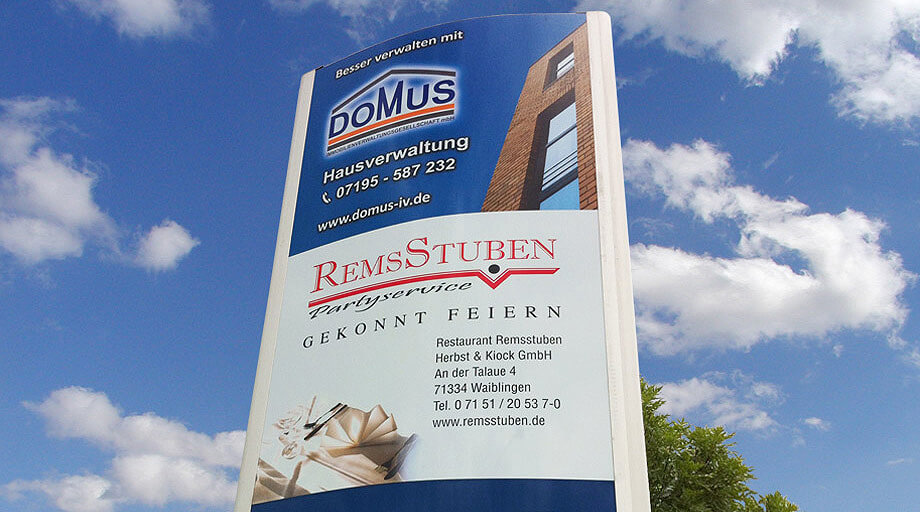 Besser verwalten mit
DOMUS
IMMOBILIENVERWALTUNGSGESELLSCHAFT mbH
Hausverwaltung
07195 - 587 232
www.domus-iv.de
REMSSTUBEN
Partyservice
GEKONNT FEIERN
Restaurant Remsstuben
Herbst & Kiock GmbH
An der Talaue 4
71334 Waiblingen
Tel. 0 71 51 / 20 53 7-0
www.remsstuben.de